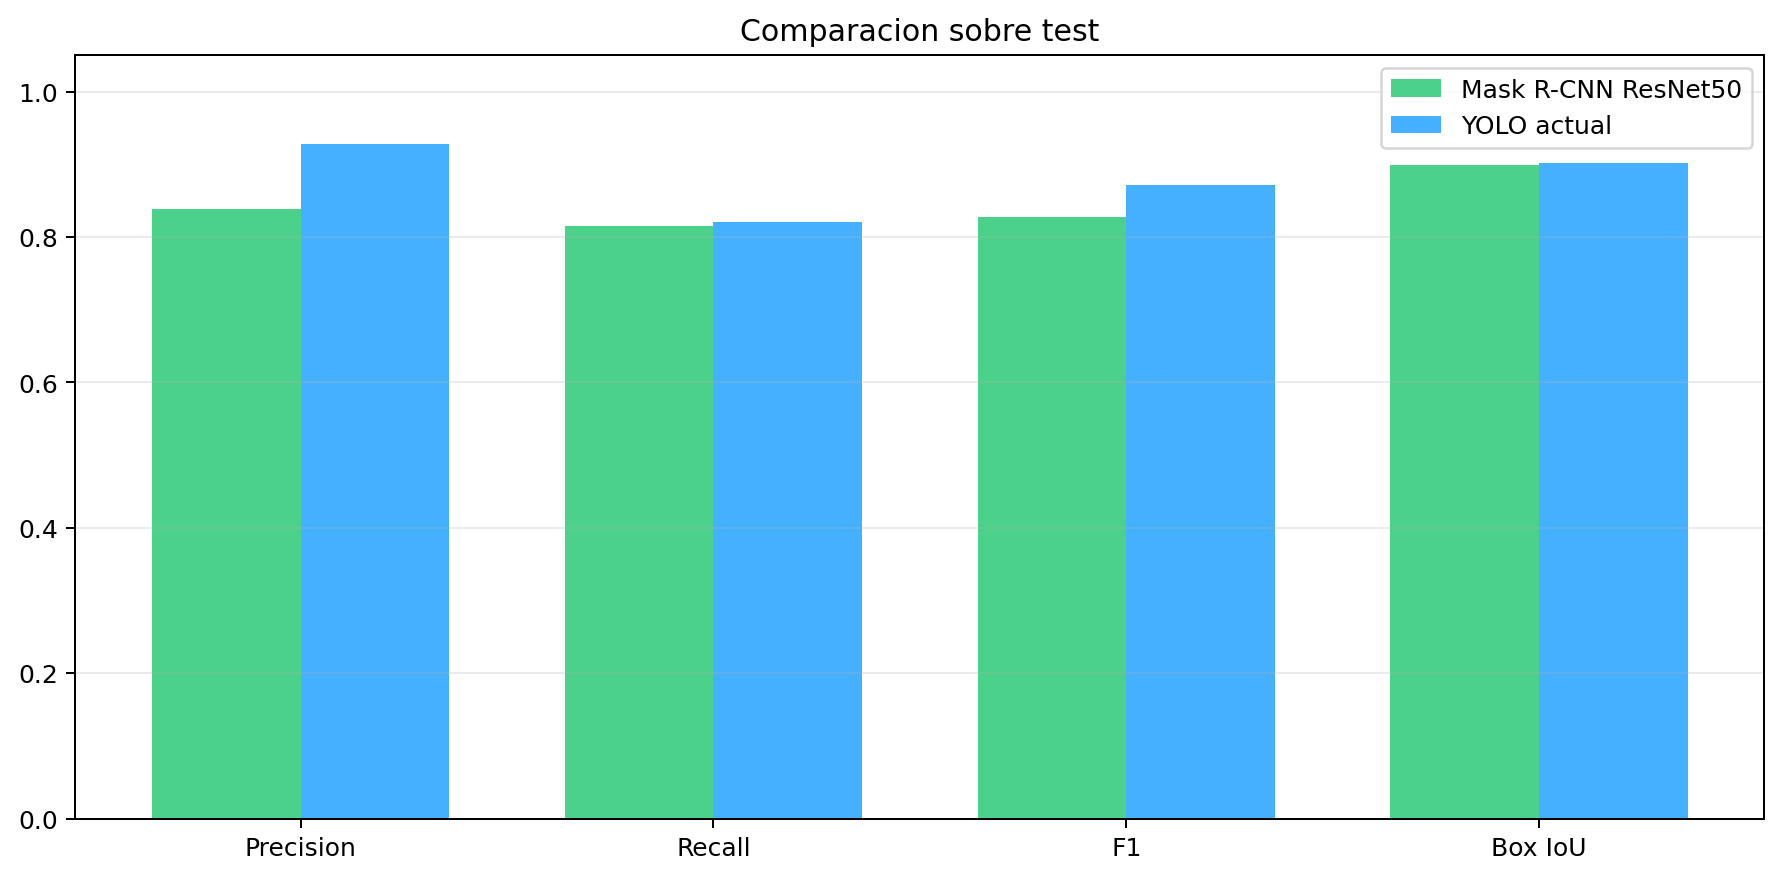 Comparacion sobre test
Mask R-CNN ResNet50
YOLO actual
1.0
0.8
0.6
0.4
0.2
0.0
Precision
Recall
F1
Box IoU